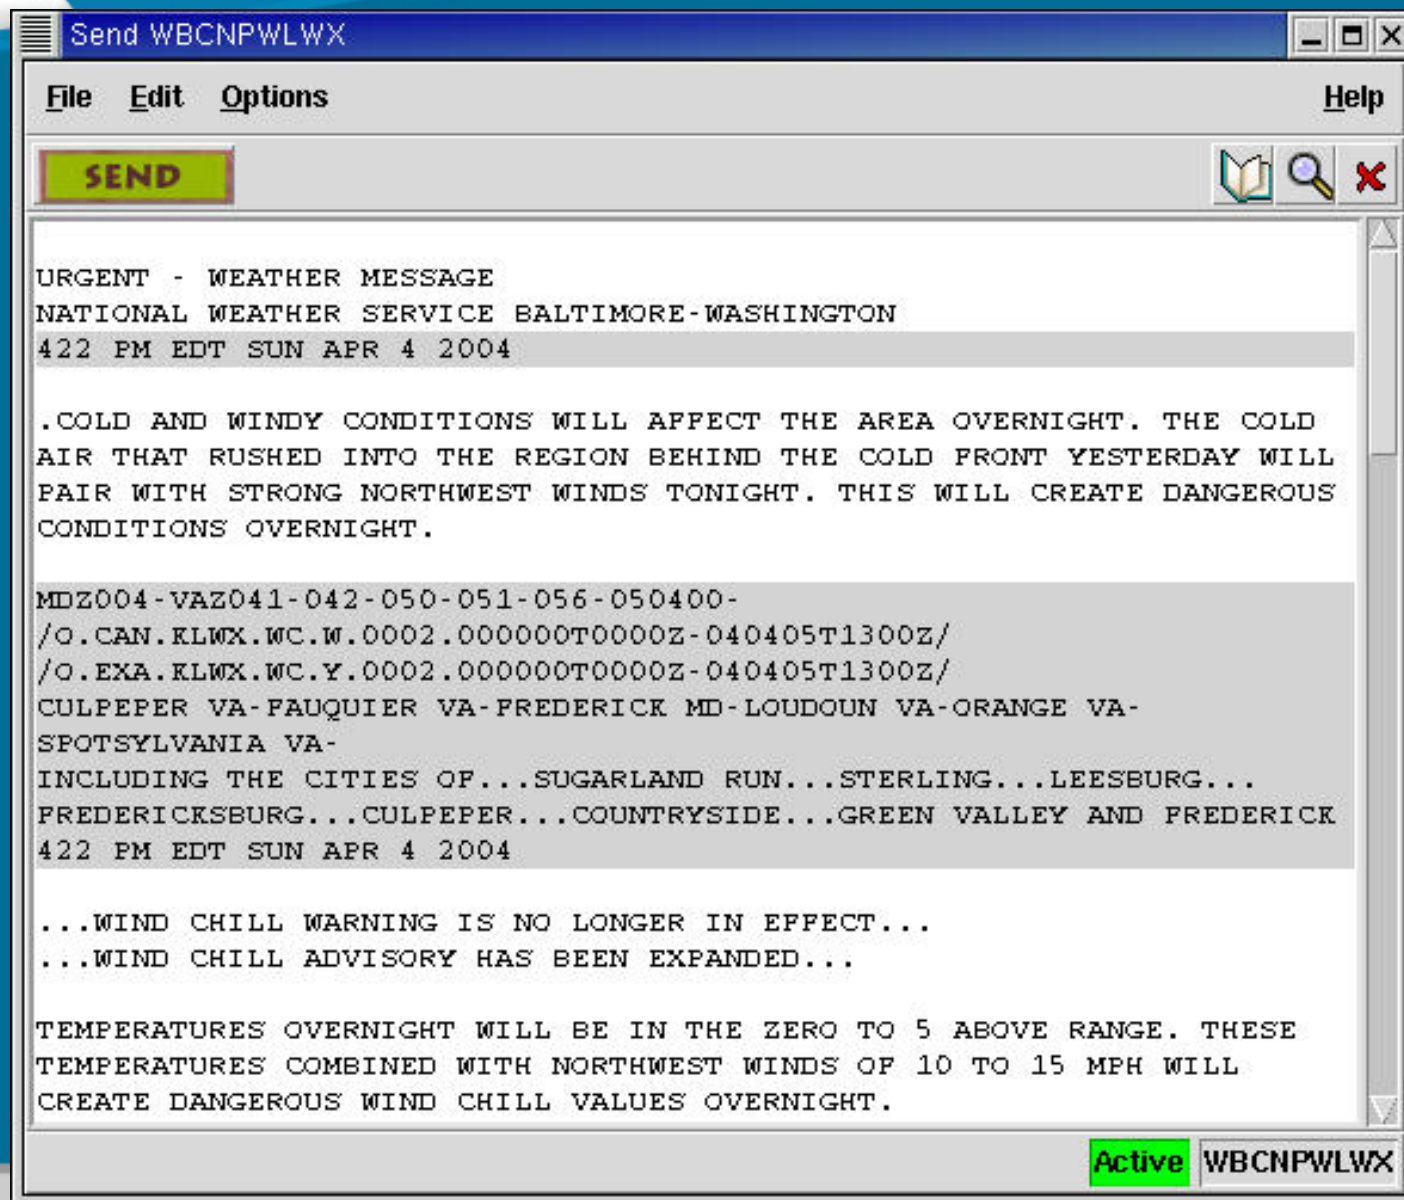 Send WBCNPWLWX
File Edit Options Help
SEND
URGENT - WEATHER MESSAGE
NATIONAL WEATHER SERVICE BALTIMORE-WASHINGTON
422 PM EDT SUN APR 4 2004
.COLD AND WINDY CONDITIONS WILL AFFECT THE AREA OVERNIGHT. THE COLD
AIR THAT RUSHED INTO THE REGION BEHIND THE COLD FRONT YESTERDAY WILL
PAIR WITH STRONG NORTHWEST WINDS TONIGHT. THIS WILL CREATE DANGEROUS
CONDITIONS OVERNIGHT.
MDZ004-VAZ041-042-050-051-056-050400-
/O.CAN.KLWX.WC.W.0002.000000T0000Z-040405T1300Z/
/O.EXA.KLWX.WC.Y.0002.000000T0000Z-040405T1300Z/
CULPEPER VA-FAUQUIER VA-FREDERICK MD-LOUDOUN VA-ORANGE VA-
SPOTSYLVANIA VA-
INCLUDING THE CITIES OF...SUGARLAND RUN...STERLING...LEESBURG...
FREDERICKSBURG...CULPEPER...COUNTRYSIDE...GREEN VALLEY AND FREDERICK
422 PM EDT SUN APR 4 2004
...WIND CHILL WARNING IS NO LONGER IN EFFECT...
...WIND CHILL ADVISORY HAS BEEN EXPANDED...
TEMPERATURES OVERNIGHT WILL BE IN THE ZERO TO 5 ABOVE RANGE. THESE
TEMPERATURES COMBINED WITH NORTHWEST WINDS OF 10 TO 15 MPH WILL
CREATE DANGEROUS WIND CHILL VALUES OVERNIGHT.
Active WBCNPWLWX